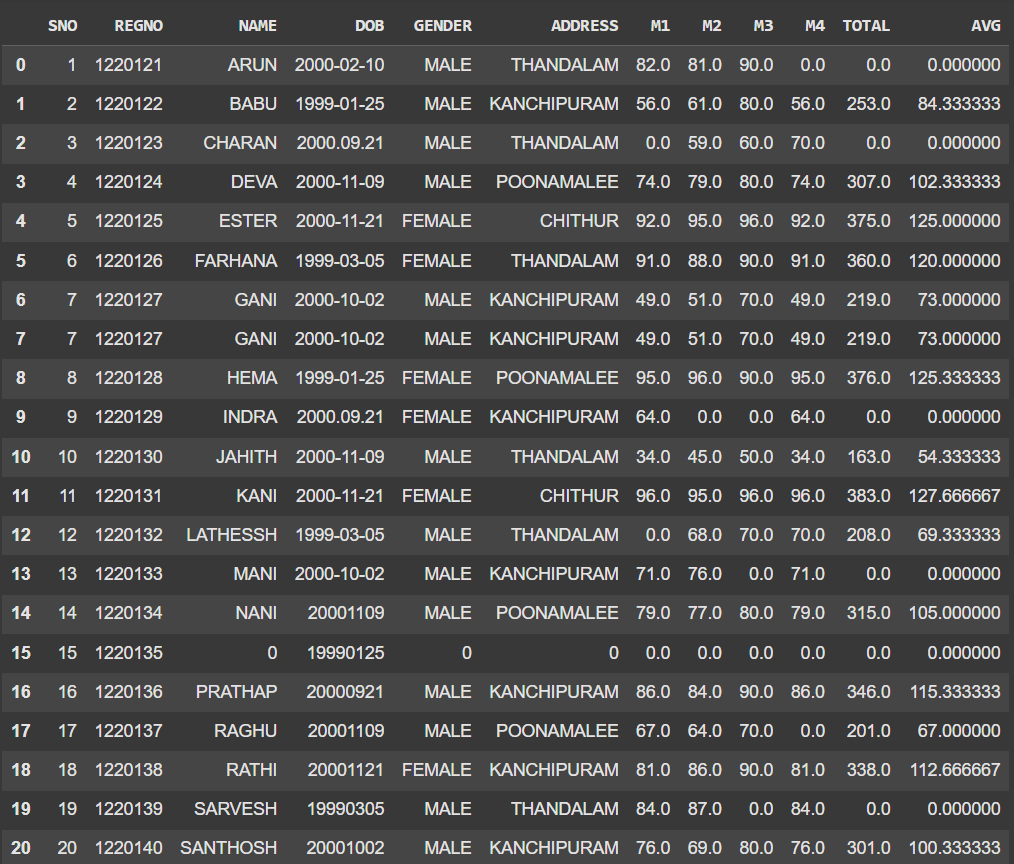 SNO REGNO NAME DOB GENDER ADDRESS M1 M2 M3 M4 TOTAL AVG
0 1 1220121 ARUN 2000-02-10 MALE THANDALAM 82.0 81.0 90.0 0.0 0.0 0.000000
1 2 1220122 BABU 1999-01-25 MALE KANCHIPURAM 56.0 61.0 80.0 56.0 253.0 84.333333
2 3 1220123 CHARAN 2000.09.21 MALE THANDALAM 0.0 59.0 60.0 70.0 0.0 0.000000
3 4 1220124 DEVA 2000-11-09 MALE POONAMALEE 74.0 79.0 80.0 74.0 307.0 102.333333
4 5 1220125 ESTER 2000-11-21 FEMALE CHITHUR 92.0 95.0 96.0 92.0 375.0 125.000000
5 6 1220126 FARHANA 1999-03-05 FEMALE THANDALAM 91.0 88.0 90.0 91.0 360.0 120.000000
6 7 1220127 GANI 2000-10-02 MALE KANCHIPURAM 49.0 51.0 70.0 49.0 219.0 73.000000
7 7 1220127 GANI 2000-10-02 MALE KANCHIPURAM 49.0 51.0 70.0 49.0 219.0 73.000000
8 8 1220128 HEMA 1999-01-25 FEMALE POONAMALEE 95.0 96.0 90.0 95.0 376.0 125.333333
9 9 1220129 INDRA 2000.09.21 FEMALE KANCHIPURAM 64.0 0.0 0.0 64.0 0.0 0.000000
10 10 1220130 JAHITH 2000-11-09 MALE THANDALAM 34.0 45.0 50.0 34.0 163.0 54.333333
11 11 1220131 KANI 2000-11-21 FEMALE CHITHUR 96.0 95.0 96.0 96.0 383.0 127.666667
12 12 1220132 LATHESSH 1999-03-05 MALE THANDALAM 0.0 68.0 70.0 70.0 208.0 69.333333
13 13 1220133 MANI 2000-10-02 MALE KANCHIPURAM 71.0 76.0 0.0 71.0 0.0 0.000000
14 14 1220134 NANI 20001109 MALE POONAMALEE 79.0 77.0 80.0 79.0 315.0 105.000000
15 15 1220135 0 19990125 0 0 0.0 0.0 0.0 0.0 0.0 0.000000
16 16 1220136 PRATHAP 20000921 MALE KANCHIPURAM 86.0 84.0 90.0 86.0 346.0 115.333333
17 17 1220137 RAGHU 20001109 MALE POONAMALEE 67.0 64.0 70.0 0.0 201.0 67.000000
18 18 1220138 RATHI 20001121 FEMALE KANCHIPURAM 81.0 86.0 90.0 81.0 338.0 112.666667
19 19 1220139 SARVESH 19990305 MALE THANDALAM 84.0 87.0 0.0 84.0 0.0 0.000000
20 20 1220140 SANTHOSH 20001002 MALE KANCHIPURAM 76.0 69.0 80.0 76.0 301.0 100.333333